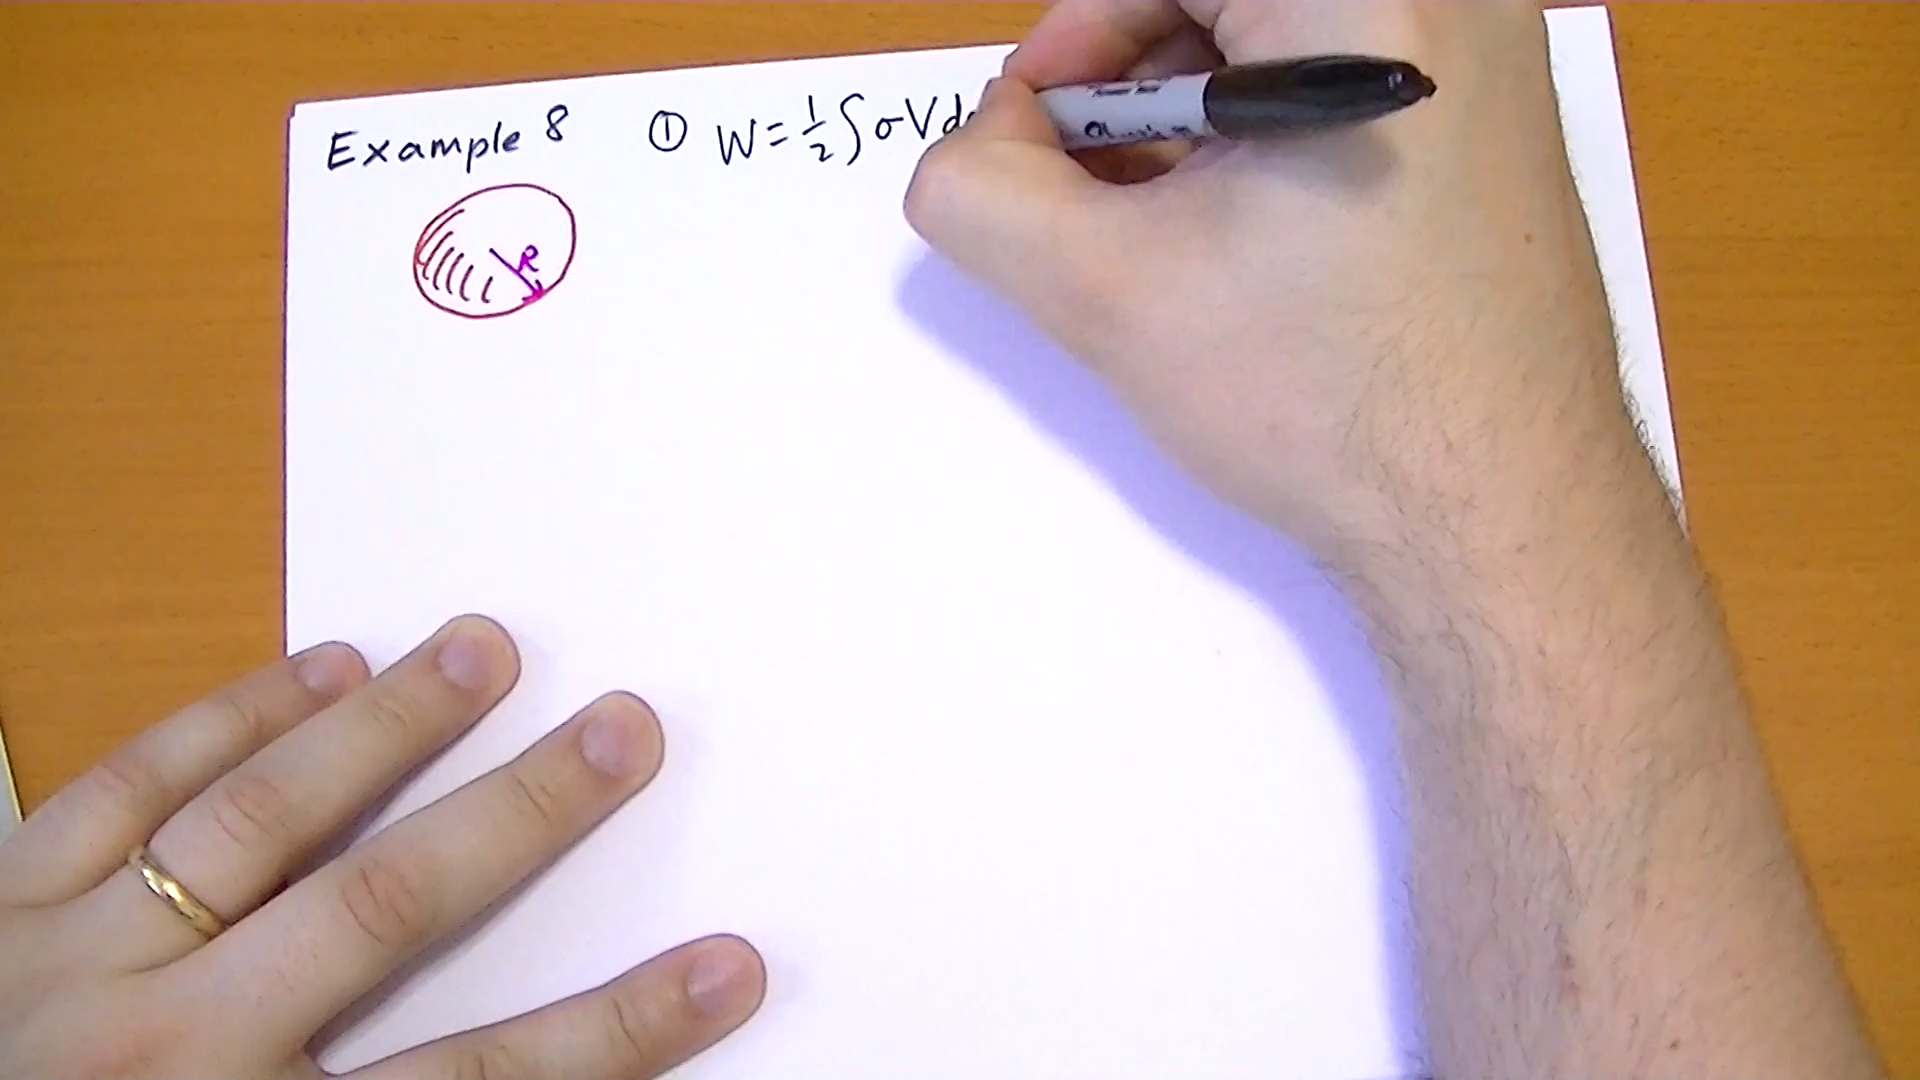 Example 8 ① W = 1/2 ∫ σ V d
R